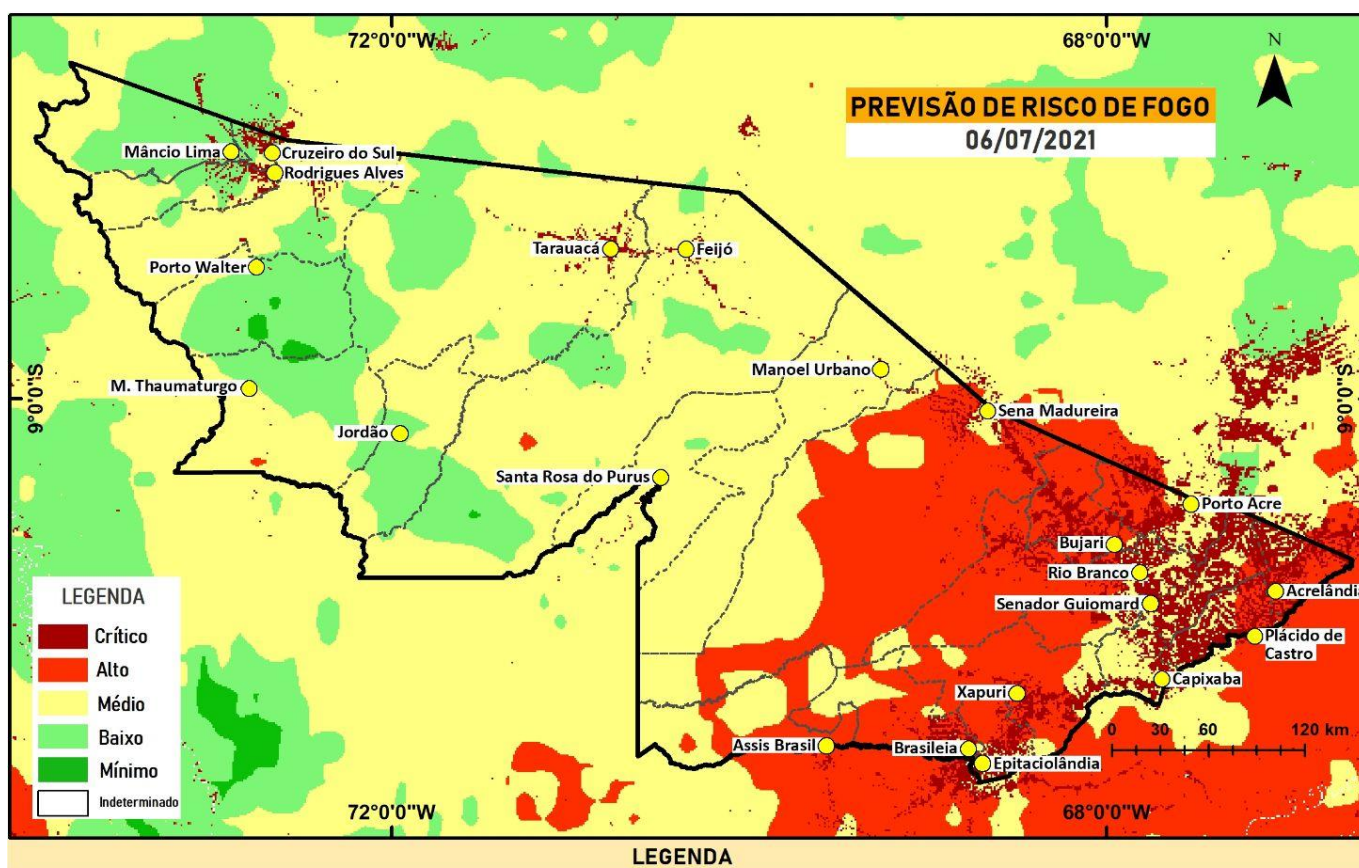 72°0'0"W
68°0'0"W
N
PREVISÃO DE RISCO DE FOGO
06/07/2021
Mâncio Lima
Cruzeiro do Sul
Rodrigues Alves
Tarauacá
Feijó
Porto Walter
Manoel Urbano
M. Thaumaturgo
9°0'0"S
9°0'0"S
Sena Madureira
Jordão
Santa Rosa do Purus
Porto Acre
Bujari
Rio Branco
Acrelândia
Senador Guiomard
Plácido de
Castro
Capixaba
Xapuri
Assis Brasil
Brasileia
Epitaciolândia
LEGENDA
Crítico
Alto
Médio
Baixo
Mínimo
Indeterminado
0 30 60 120 km
72°0'0"W
68°0'0"W
LEGENDA